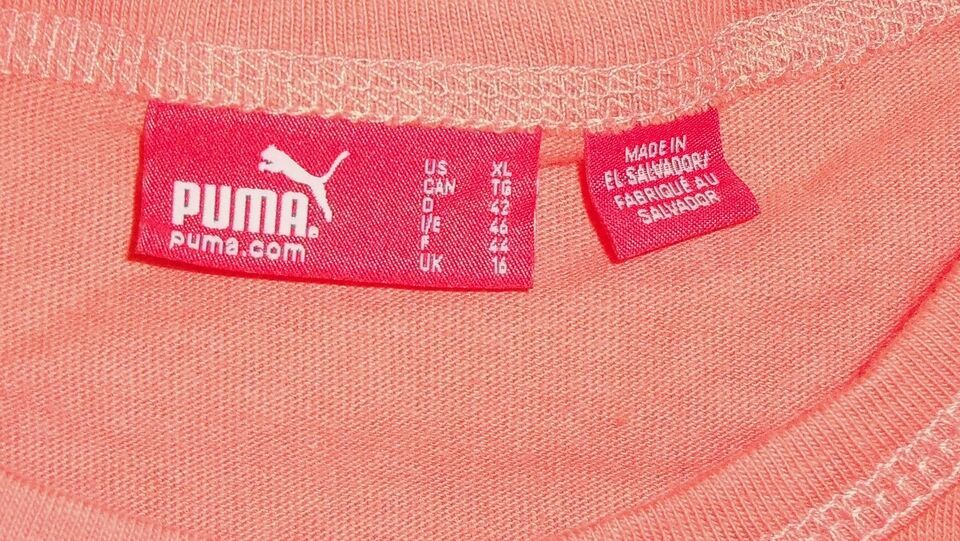 PUMA®
puma.com
US XL
CAN TG
D 42
I/E 46
F 44
UK 16
MADE IN
EL SALVADOR/
FABRIQUÉ AU
SALVADOR